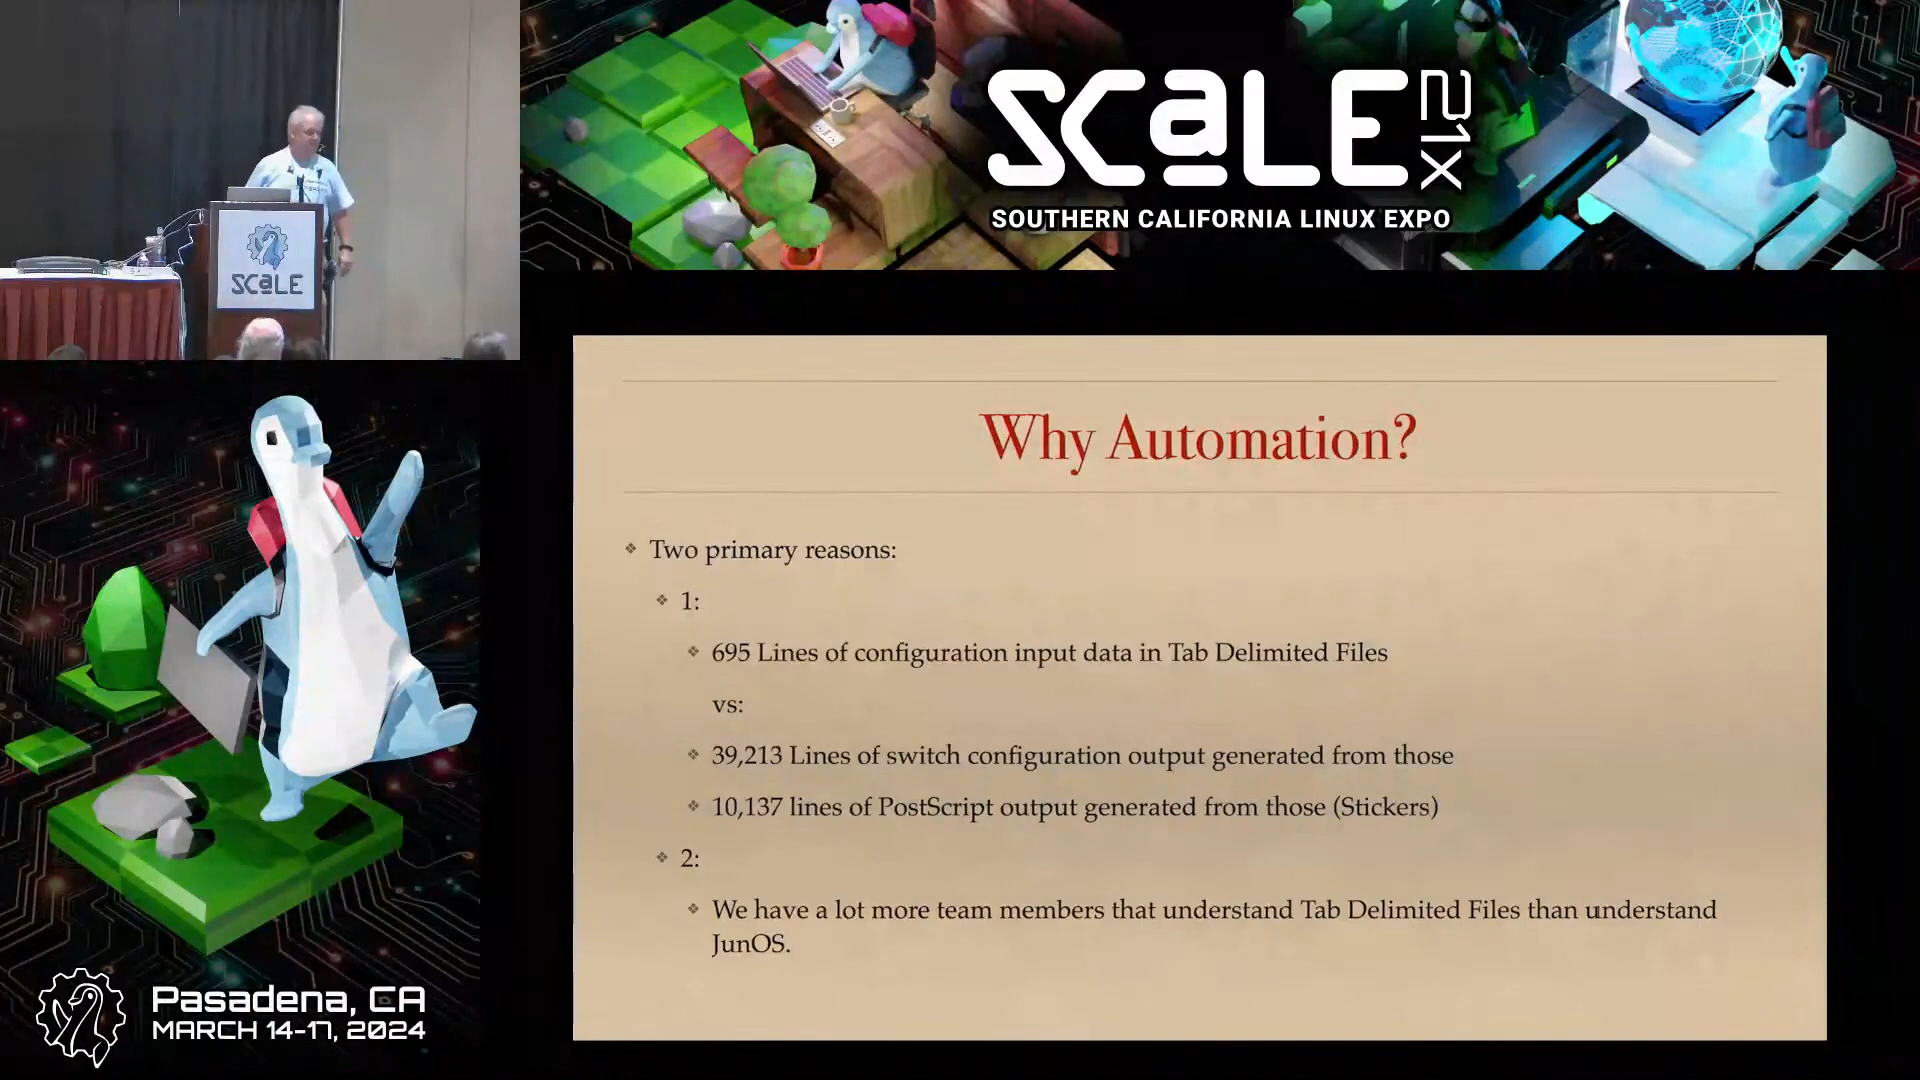 SCaLE 21X
SOUTHERN CALIFORNIA LINUX EXPO
SCaLE
Why Automation?
❖ Two primary reasons:
❖ 1:
❖ 695 Lines of configuration input data in Tab Delimited Files
vs:
❖ 39,213 Lines of switch configuration output generated from those
❖ 10,137 lines of PostScript output generated from those (Stickers)
❖ 2:
❖ We have a lot more team members that understand Tab Delimited Files than understand
JunOS.
Pasadena, CA
MARCH 14-17, 2024